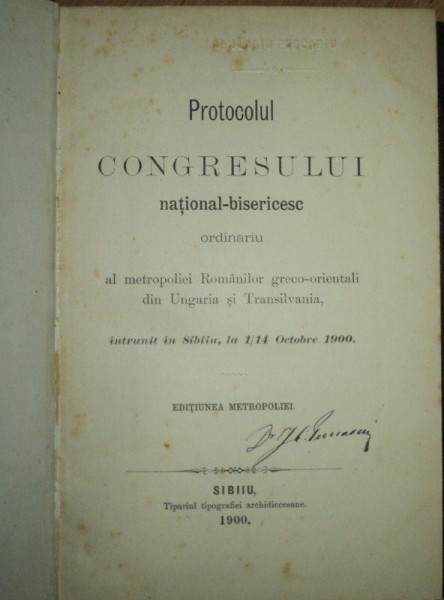 Protocolul
CONGRESULUI
național-bisericesc
ordinariu
al metropoliei Românilor greco-orientali
din Ungaria și Transilvania,
întrunit în Sibiiu, la 1/14 Octobre 1900.
EDIȚIUNEA METROPOLIEI.
SIBIIU,
Tipariul tipografiei archidiecesane.
1900.